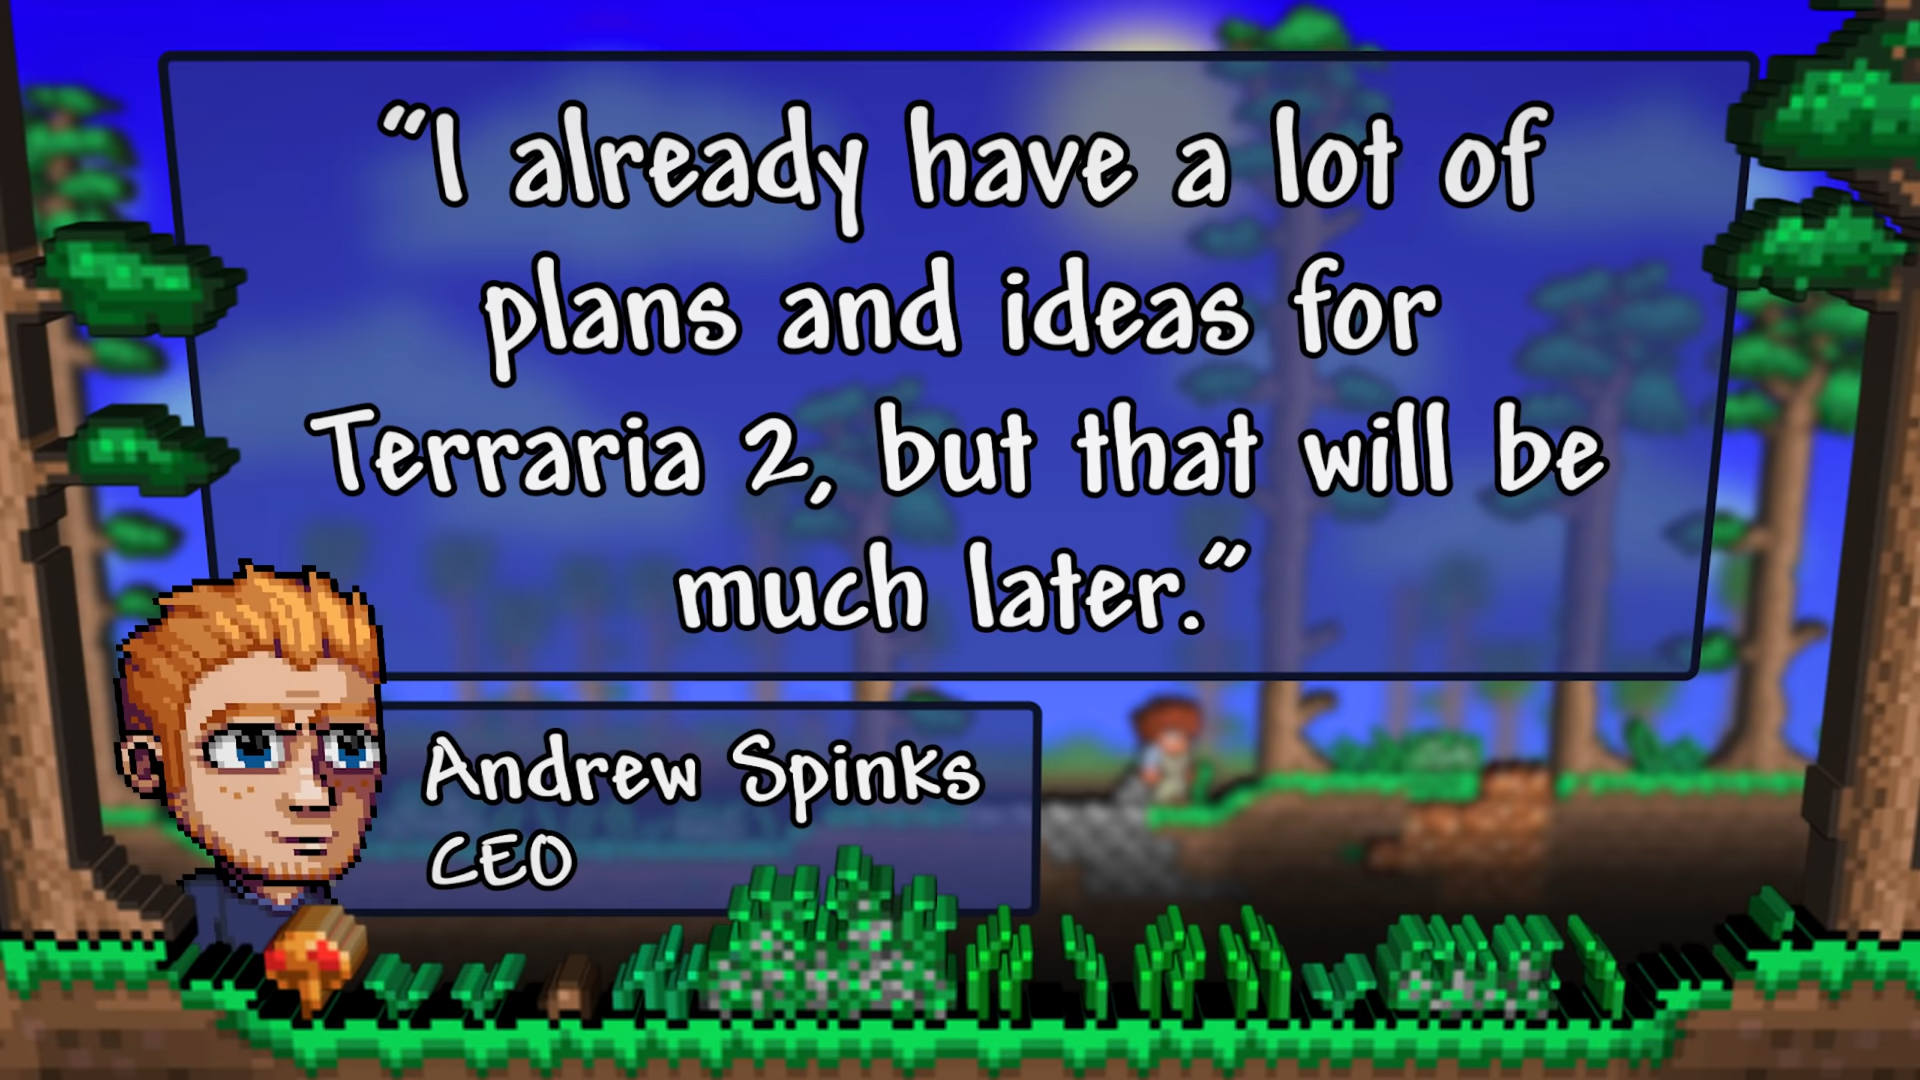 “I already have a lot of
plans and ideas for
Terraria 2, but that will be
much later.”
Andrew Spinks
CEO